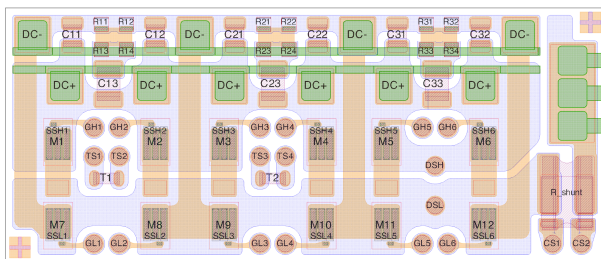 DC- C11 R11 R12 C12 DC- C21 R21 R22 C22 DC- C31 R31 R32 C32 DC-
R13 R14 R23 R24 R33 R34
DC+ C13 DC+ DC+ C23 DC+ DC+ C33 DC+
SSH1 GH1 GH2 SSH2 SSH3 GH3 GH4 SSH4 SSH5 GH5 GH6 SSH6
M1 M2 M3 M4 M5 M6
TS1 TS2 TS3 TS4 DSH
T1 T2 R_shunt
DSL
M7 M8 M9 M10 M11 M12
SSL1 SSL2 SSL3 SSL4 SSL5 SSL6
GL1 GL2 GL3 GL4 GL5 GL6 CS1 CS2